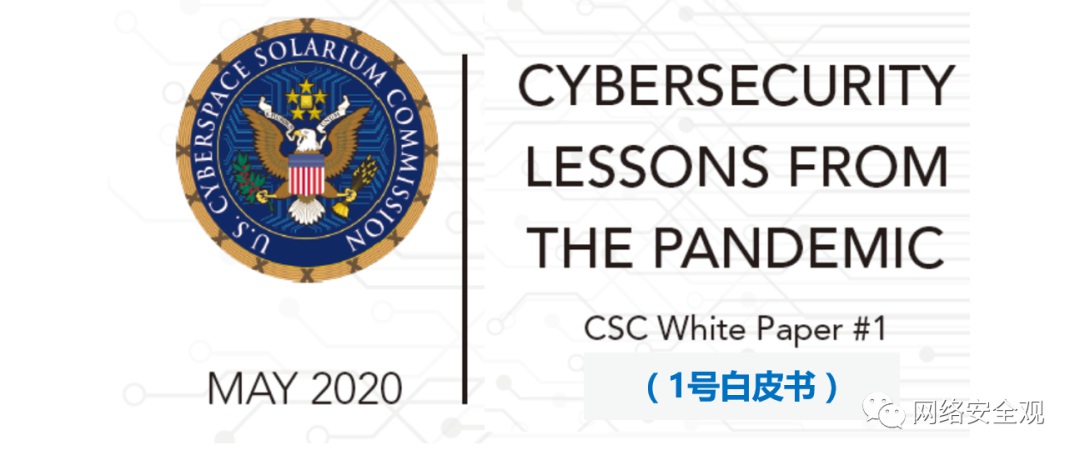 U.S. CYBERSPACE SOLARIUM COMMISSION
MAY 2020
CYBERSECURITY
LESSONS FROM
THE PANDEMIC
CSC White Paper #1
（1号白皮书）
网络安全观